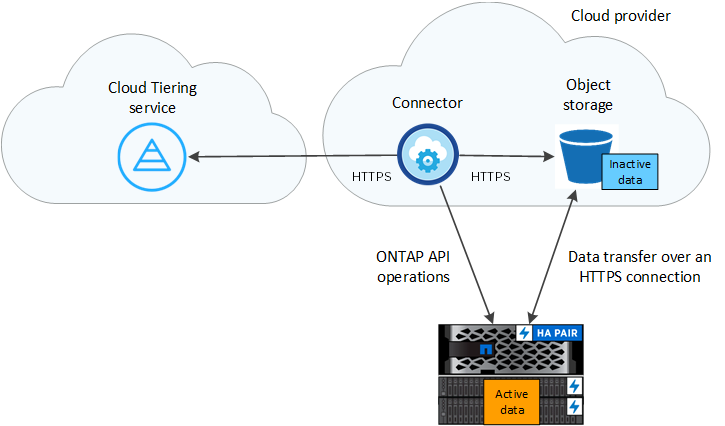 Cloud provider
Cloud Tiering
service
Connector
Object
storage
Inactive
data
HTTPS
HTTPS
ONTAP API
operations
Data transfer over an
HTTPS connection
HA PAIR
Active
data